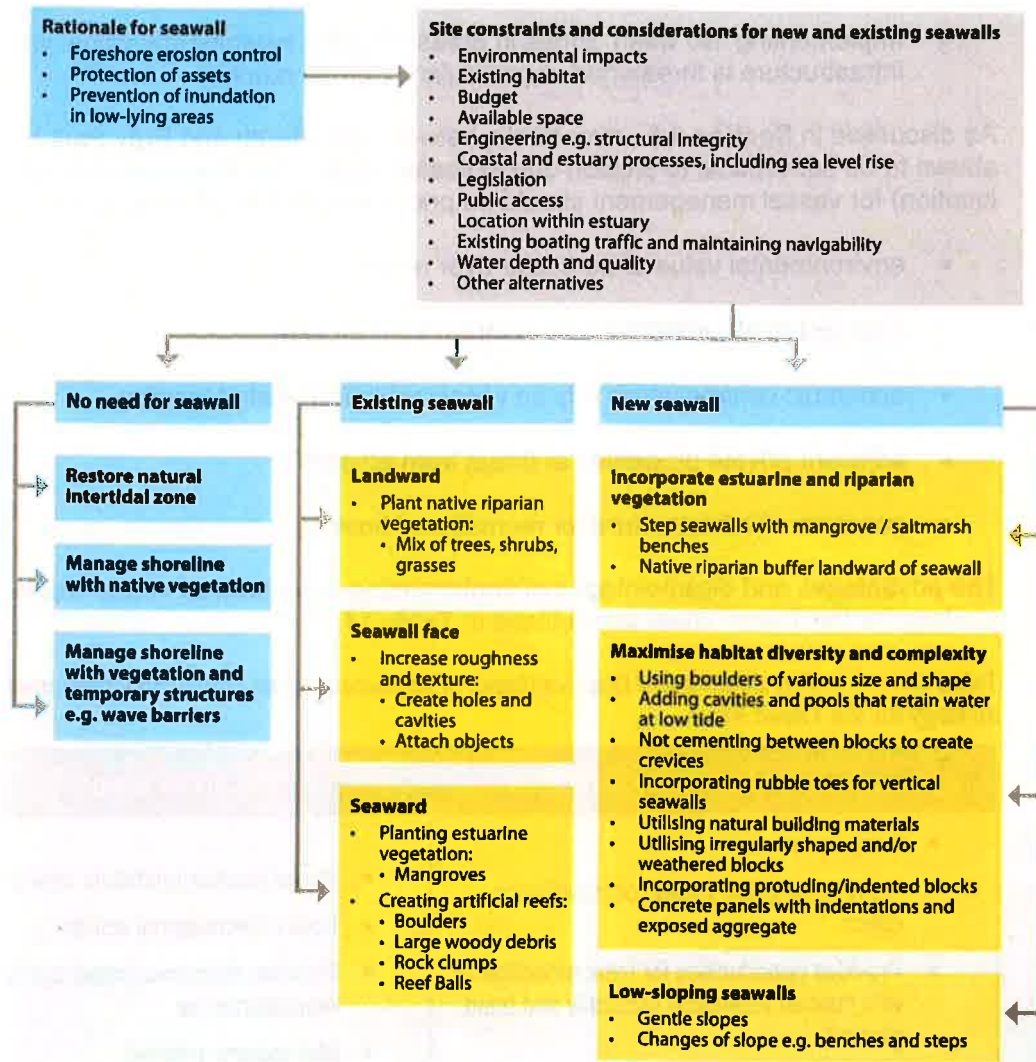 Rationale for seawall
• Foreshore erosion control
• Protection of assets
• Prevention of inundation
in low-lying areas
Site constraints and considerations for new and existing seawalls
• Environmental impacts
• Existing habitat
• Budget
• Available space
• Engineering e.g. structural integrity
• Coastal and estuary processes, including sea level rise
• Legislation
• Public access
• Location within estuary
• Existing boating traffic and maintaining navigability
• Water depth and quality
• Other alternatives
No need for seawall
Restore natural
intertidal zone
Manage shoreline
with native vegetation
Manage shoreline
with vegetation and
temporary structures
e.g. wave barriers
Existing seawall
Landward
• Plant native riparian
vegetation:
• Mix of trees, shrubs,
grasses
Seawall face
• Increase roughness
and texture:
• Create holes and
cavities
• Attach objects
Seaward
• Planting estuarine
vegetation:
• Mangroves
• Creating artificial reefs:
• Boulders
• Large woody debris
• Rock clumps
• Reef Balls
New seawall
Incorporate estuarine and riparian
vegetation
• Step seawalls with mangrove / saltmarsh
benches
• Native riparian buffer landward of seawall
Maximise habitat diversity and complexity
• Using boulders of various size and shape
• Adding cavities and pools that retain water
at low tide
• Not cementing between blocks to create
crevices
• Incorporating rubble toes for vertical
seawalls
• Utilising natural building materials
• Utilising irregularly shaped and/or
weathered blocks
• Incorporating protuding/indented blocks
• Concrete panels with indentations and
exposed aggregate
Low-sloping seawalls
• Gentle slopes
• Changes of slope e.g. benches and steps